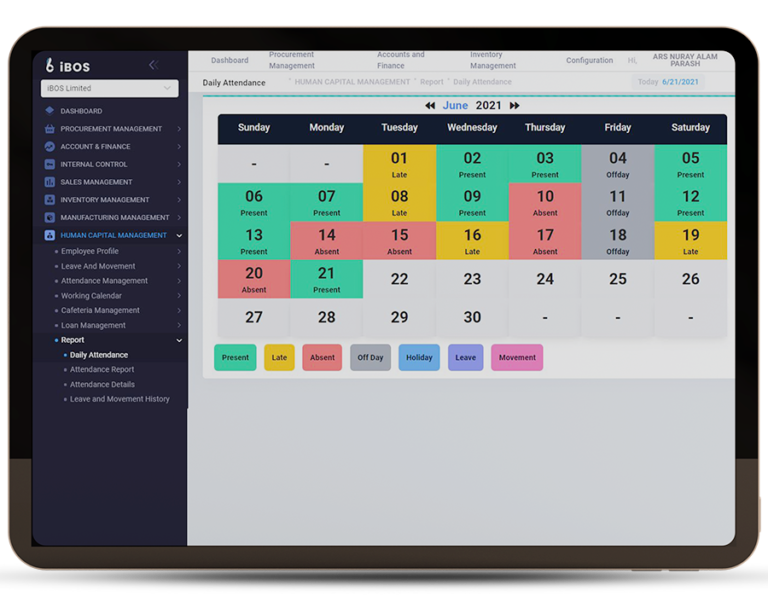 iBOS
iBOS Limited
DASHBOARD
PROCUREMENT MANAGEMENT
ACCOUNT & FINANCE
INTERNAL CONTROL
SALES MANAGEMENT
INVENTORY MANAGEMENT
MANUFACTURING MANAGEMENT
HUMAN CAPITAL MANAGEMENT
Employee Profile
Leave And Movement
Attendance Management
Working Calendar
Cafeteria Management
Loan Management
Report
Daily Attendance
Attendance Report
Attendance Details
Leave and Movement History
Dashboard
Procurement
Management
Accounts and
Finance
Inventory
Management
Configuration
Hi,
ARS NURAY ALAM
PARASH
Daily Attendance
HUMAN CAPITAL MANAGEMENT Report Daily Attendance
Today 6/21/2021
June 2021
Sunday Monday Tuesday Wednesday Thursday Friday Saturday
- - 01 02 03 04 05
Late Present Present Offday Present
06 07 08 09 10 11 12
Present Present Late Present Absent Offday Present
13 14 15 16 17 18 19
Present Absent Absent Late Absent Offday Late
20 21 22 23 24 25 26
Absent Present
27 28 29 30 - - -
Present Late Absent Off Day Holiday Leave Movement